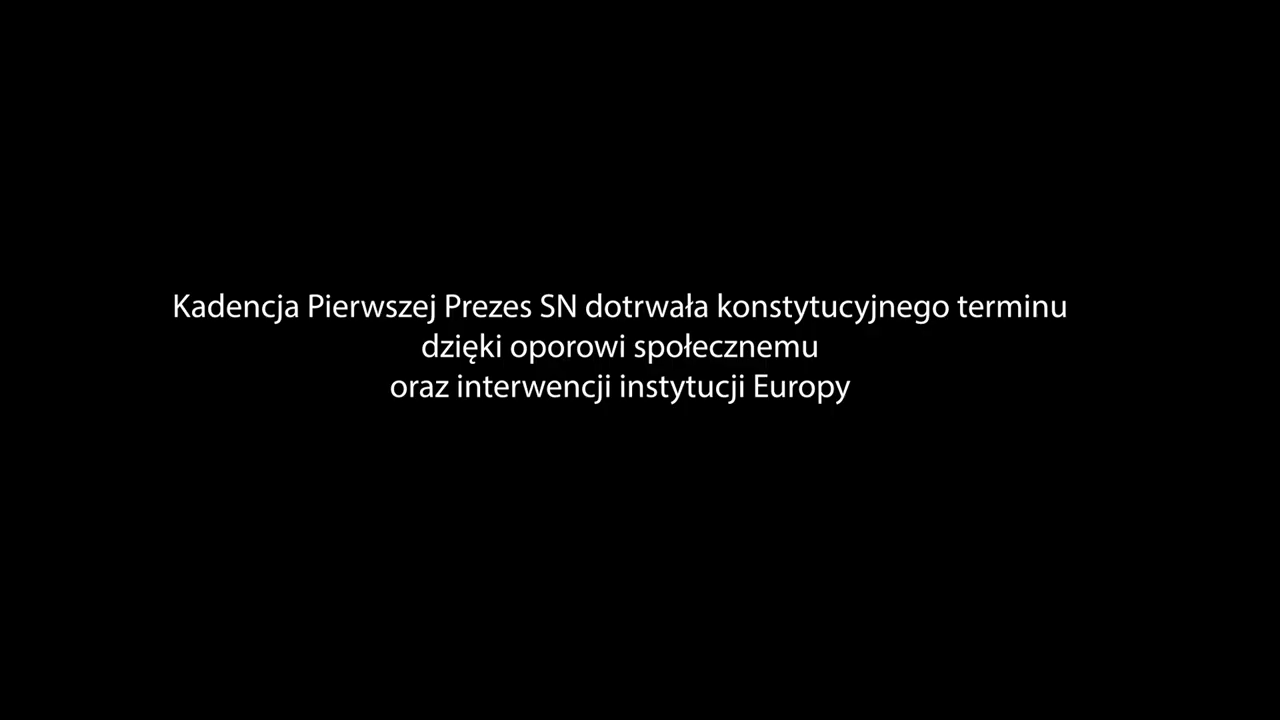 Kadencja Pierwszej Prezes SN dotrwała konstytucyjnego terminu
dzięki oporowi społecznemu
oraz interwencji instytucji Europy